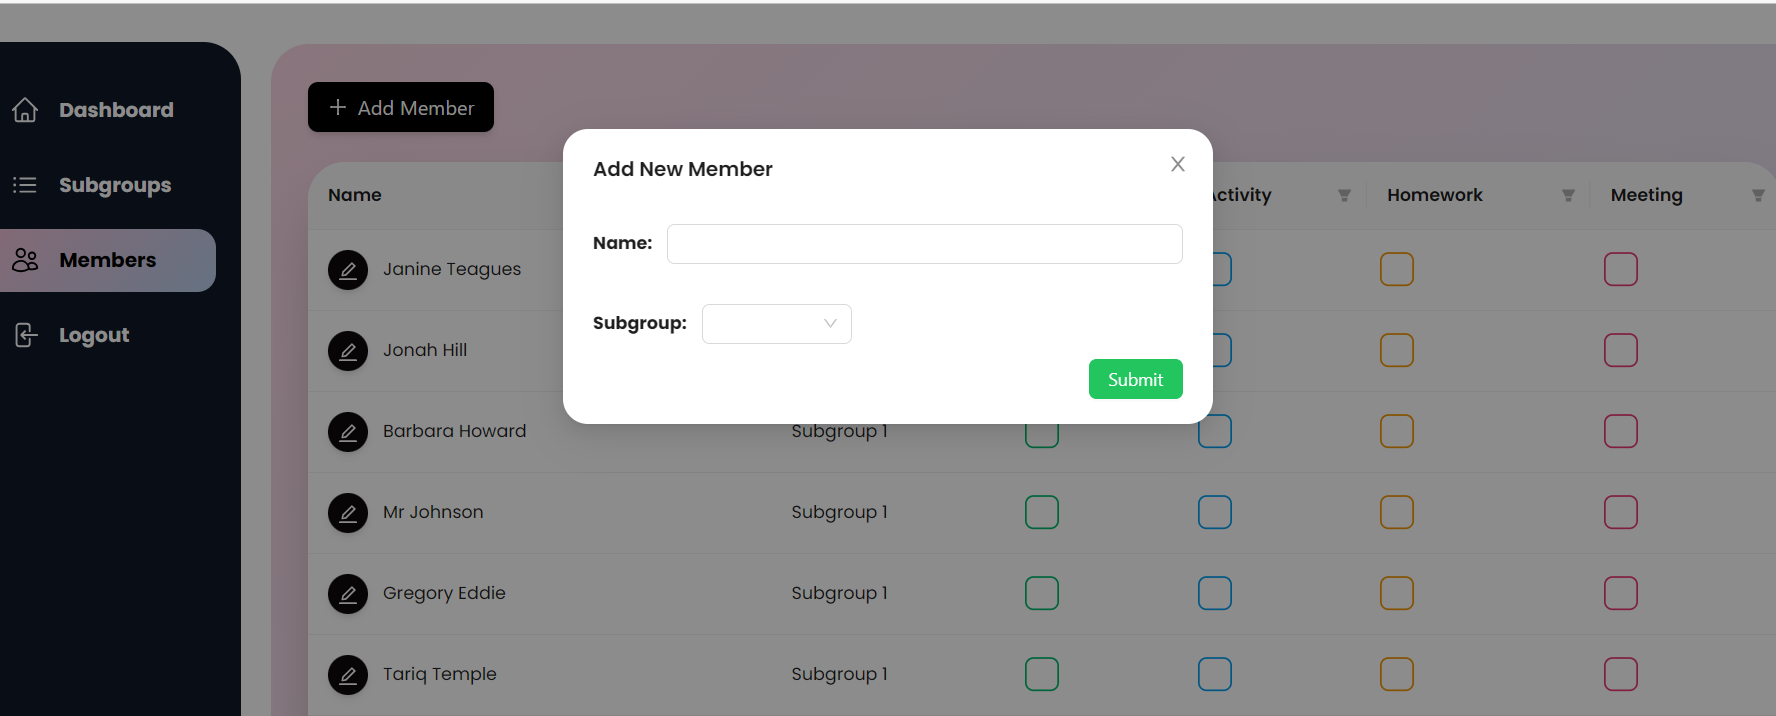 Dashboard
Subgroups
Members
Logout
Add Member
Add New Member
Name:
Subgroup:
Submit
Name
Activity
Homework
Meeting
Janine Teagues
Jonah Hill
Barbara Howard Subgroup 1
Mr Johnson Subgroup 1
Gregory Eddie Subgroup 1
Tariq Temple Subgroup 1